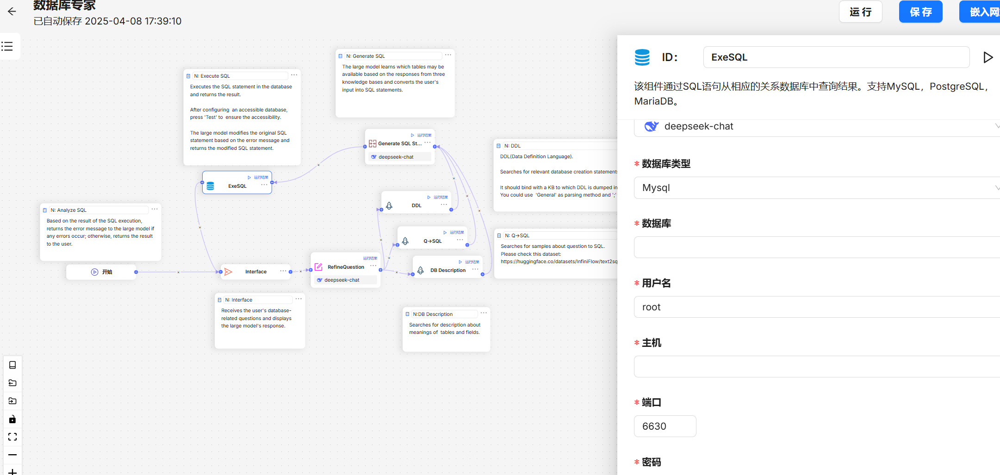 数据库专家
已自动保存 2025-04-08 17:39:10
运 行
保 存
嵌入网
N: Generate SQL
The large model learns which tables may be
available based on the responses from three
knowledge bases and converts the user's
input into SQL statements.
N: Execute SQL
Executes the SQL statement in the database
and returns the result.
After configuring  an accessible database,
press 'Test' to  ensure the accessibility.
The large model modifies the original SQL
statement based on the error message and
returns the modified SQL statement.
运行结果
Generate SQL St...
deepseek-chat
运行结果
ExeSQL
N: DDL
DDL(Data Definition Language).
Searches for relevant database creation statement
It should bind with a KB to which DDL is dumped in
You could use  'General' as parsing method and ';'
运行结果
DDL
N: Analyze SQL
Based on the result of the SQL execution,
returns the error message to the large model if
any errors occur; otherwise, returns the result
to the user.
运行结果
Q→SQL
N: Q→SQL
Searches for samples about question to SQL.
Please check this dataset:
https://huggingface.co/datasets/InfiniFlow/text2sq
开始
Interface
运行结果
RefineQuestion
deepseek-chat
运行结果
DB Description
N: Interface
Receives the user's database-
related questions and displays
the large model's response.
N:DB Description
Searches for description about
meanings of  tables and fields.
ID：
ExeSQL
该组件通过SQL语句从相应的关系数据库中查询结果。支持MySQL，PostgreSQL，
MariaDB。
deepseek-chat
* 数据库类型
Mysql
* 数据库
* 用户名
root
* 主机
* 端口
6630
* 密码